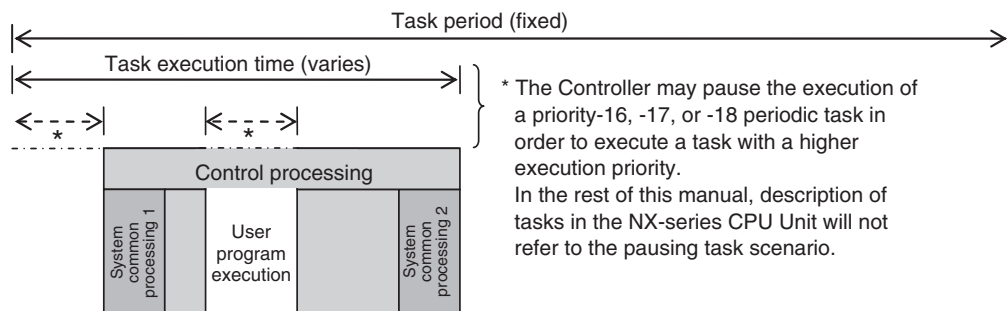 Task period (fixed)
Task execution time (varies)
*
*
* The Controller may pause the execution of
a priority-16, -17, or -18 periodic task in
order to execute a task with a higher
execution priority.
In the rest of this manual, description of
tasks in the NX-series CPU Unit will not
refer to the pausing task scenario.
Control processing
System
common
processing 1
User
program
execution
System
common
processing 2